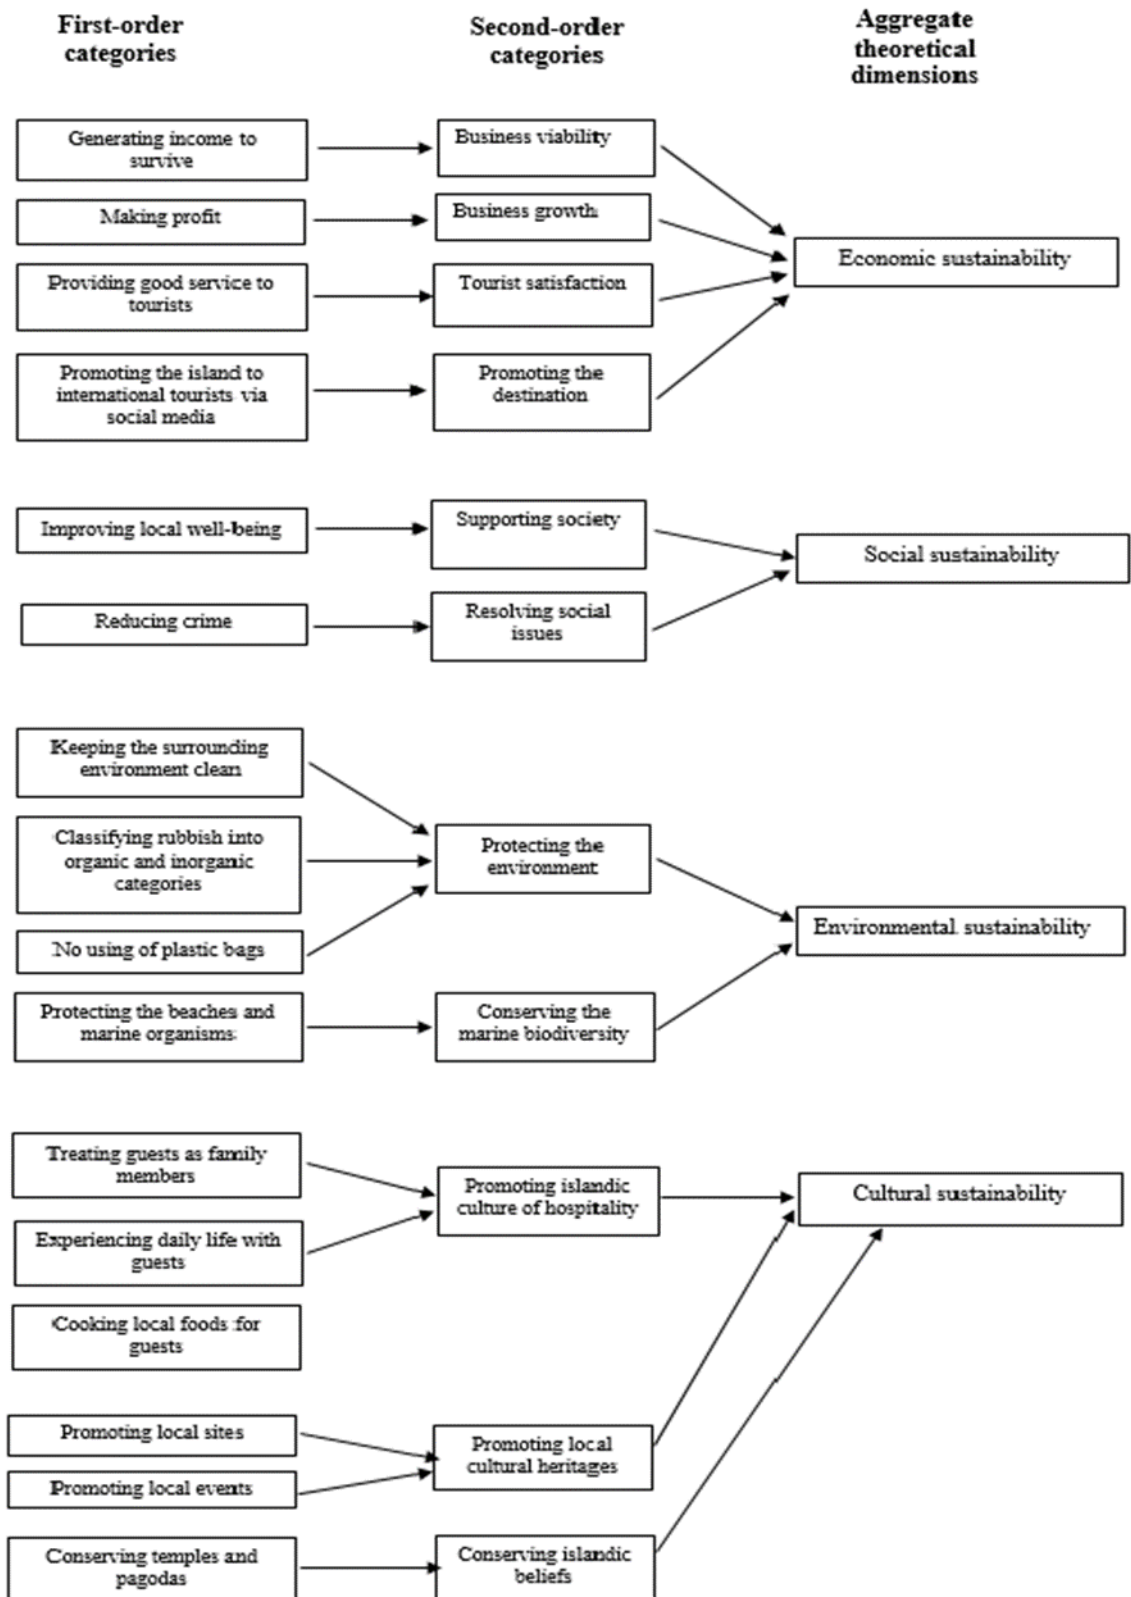 First-order
categories
Second-order
categories
Aggregate
theoretical
dimensions
Generating income to
survive
Business viability
Making profit
Business growth
Economic sustainability
Providing good service to
tourists
Tourist satisfaction
Promoting the island to
international tourists via
social media
Promoting the
destination
Improving local well-being
Supporting society
Social sustainability
Reducing crime
Resolving social
issues
Keeping the surrounding
environment clean
Classifying rubbish into
organic and inorganic
categories
Protecting the
environment
No using of plastic bags
Environmental sustainability
Protecting the beaches and
marine organisms
Conserving the
marine biodiversity
Treating guests as family
members
Promoting islandic
culture of hospitality
Cultural sustainability
Experiencing daily life with
guests
Cooking local foods for
guests
Promoting local sites
Promoting local
cultural heritages
Promoting local events
Conserving temples and
pagodas
Conserving islandic
beliefs